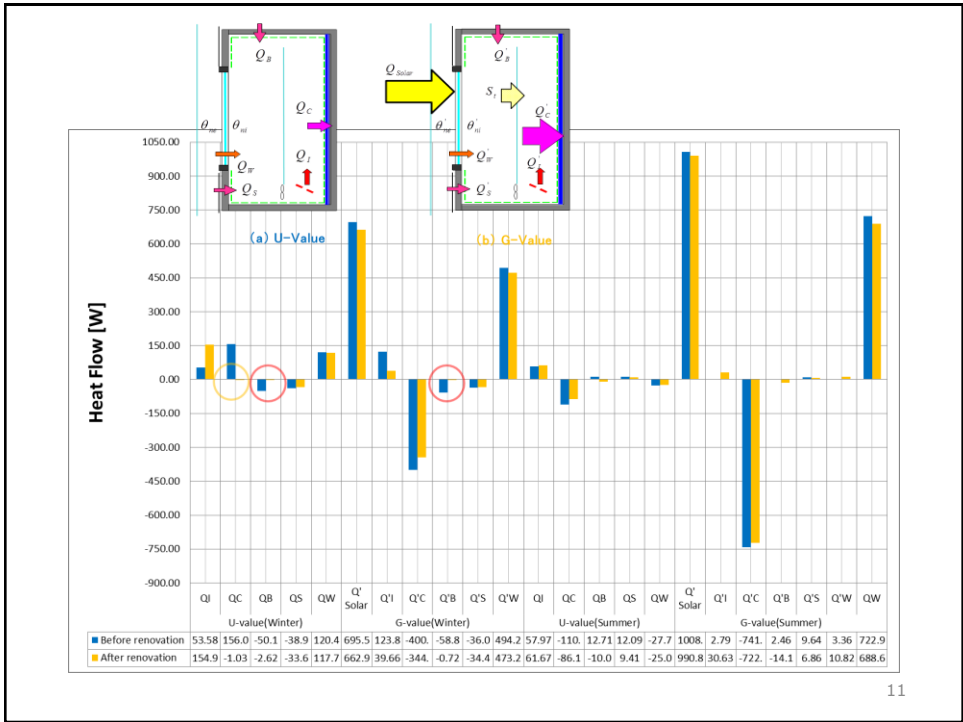 Q_B
Q_C
θ_ne θ_ni
Q_I
Q_W
Q_S
(a) U-Value
Q_Solar
Q'_B
S_r
Q'_C
θ'_ne θ'_ni
Q'_W
Q'_I
Q'_S
(b) G-Value
Heat Flow [W]
1050.00
900.00
750.00
600.00
450.00
300.00
150.00
0.00
-150.00
-300.00
-450.00
-600.00
-750.00
-900.00
QI QC QB QS QW Q' Solar Q'I Q'C Q'B Q'S Q'W QI QC QB QS QW Q' Solar Q'I Q'C Q'B Q'S Q'W QW
U-value(Winter) G-value(Winter) U-value(Summer) G-value(Summer)
Before renovation 53.58 156.0 -50.1 -38.9 120.4 695.5 123.8 -400. -58.8 -36.0 494.2 57.97 -110. 12.71 12.09 -27.7 1008. 2.79 -741. 2.46 9.64 3.36 722.9
After renovation 154.9 -1.03 -2.62 -33.6 117.7 662.9 39.66 -344. -0.72 -34.4 473.2 61.67 -86.1 -10.0 9.41 -25.0 990.8 30.63 -722. -14.1 6.86 10.82 688.6
11